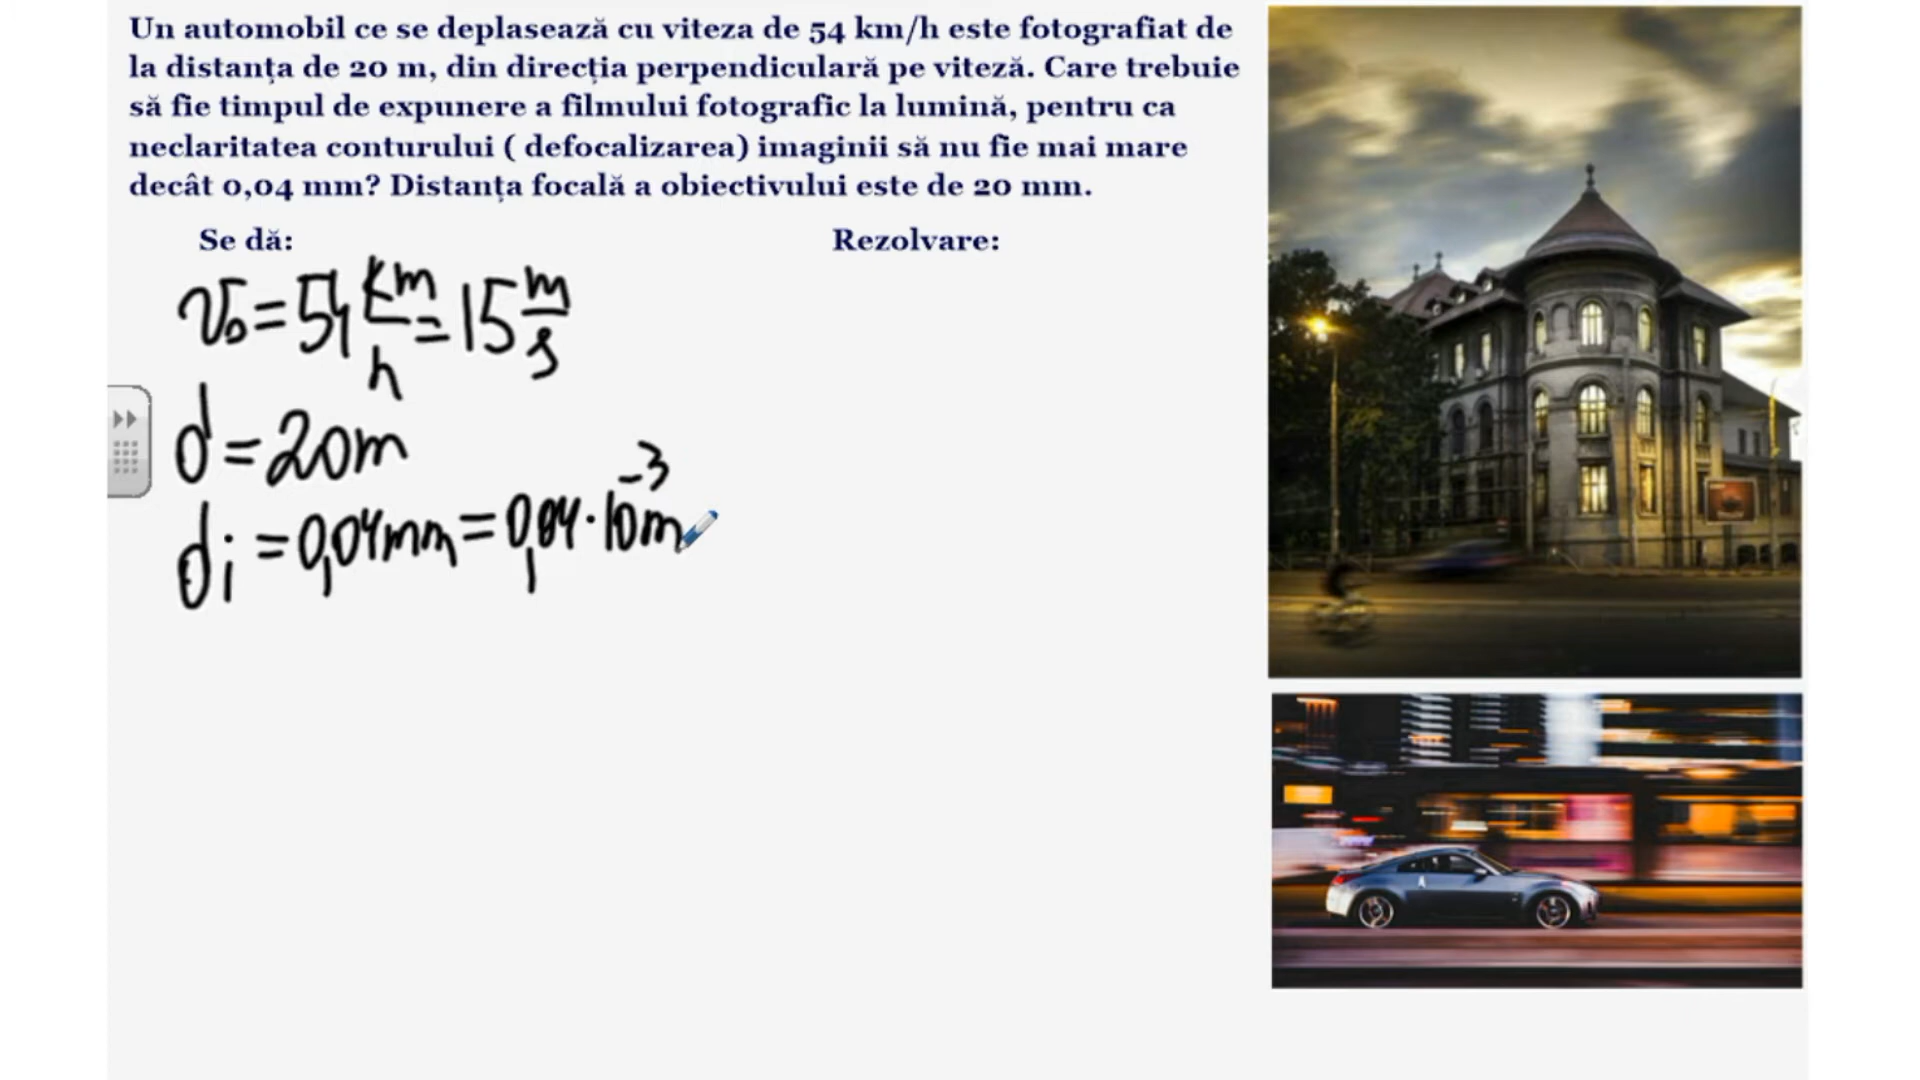 Un automobil ce se deplasează cu viteza de 54 km/h este fotografiat de
la distanța de 20 m, din direcția perpendiculară pe viteză. Care trebuie
să fie timpul de expunere a filmului fotografic la lumină, pentru ca
neclaritatea conturului ( defocalizarea) imaginii să nu fie mai mare
decât 0,04 mm? Distanța focală a obiectivului este de 20 mm.
Se dă:
Rezolvare:
v₀=54 km/h=15 m/s
d=20m
di=0,04mm=0,04·10⁻³m